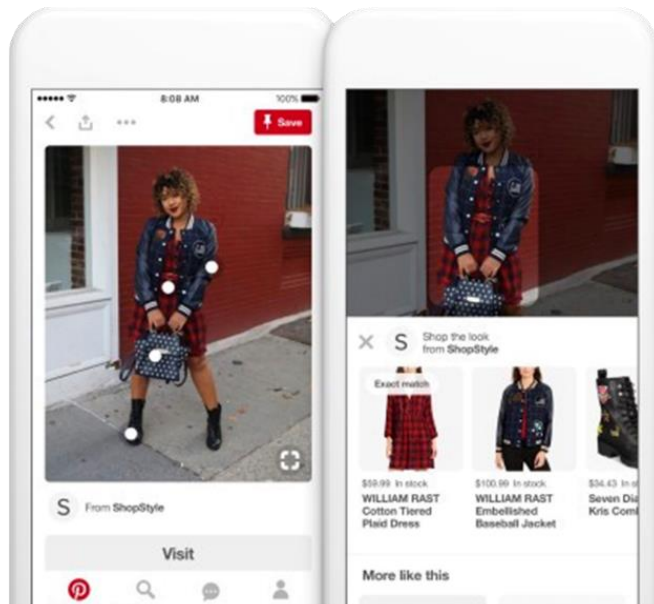 8:08 AM
100%
Save
S
From ShopStyle
Visit
S
Shop the look
from ShopStyle
Exact match
$59.99 In stock
WILLIAM RAST
Cotton Tiered
Plaid Dress
$100.99 In stock
WILLIAM RAST
Embellished
Baseball Jacket
$34.43 In st
Seven Dia
Kris Comb
More like this